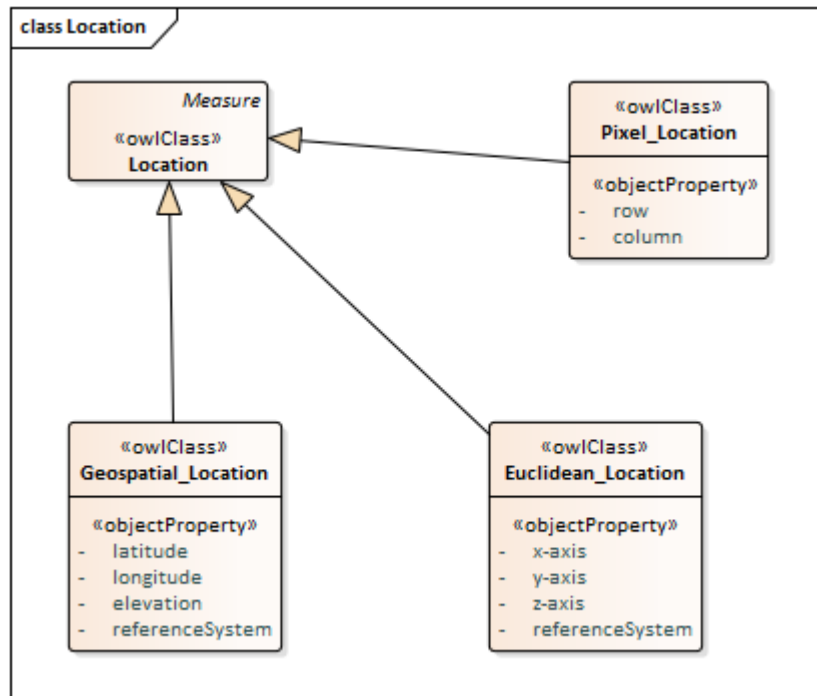 class Location
Measure
«owlClass»
Location
«owlClass»
Pixel_Location
«objectProperty»
- row
- column
«owlClass»
Geospatial_Location
«objectProperty»
- latitude
- longitude
- elevation
- referenceSystem
«owlClass»
Euclidean_Location
«objectProperty»
- x-axis
- y-axis
- z-axis
- referenceSystem